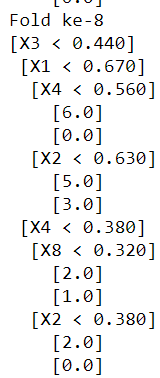 Fold ke-8
[X3 < 0.440]
 [X1 < 0.670]
  [X4 < 0.560]
    [6.0]
    [0.0]
  [X2 < 0.630]
    [5.0]
    [3.0]
 [X4 < 0.380]
  [X8 < 0.320]
    [2.0]
    [1.0]
  [X2 < 0.380]
    [2.0]
    [0.0]